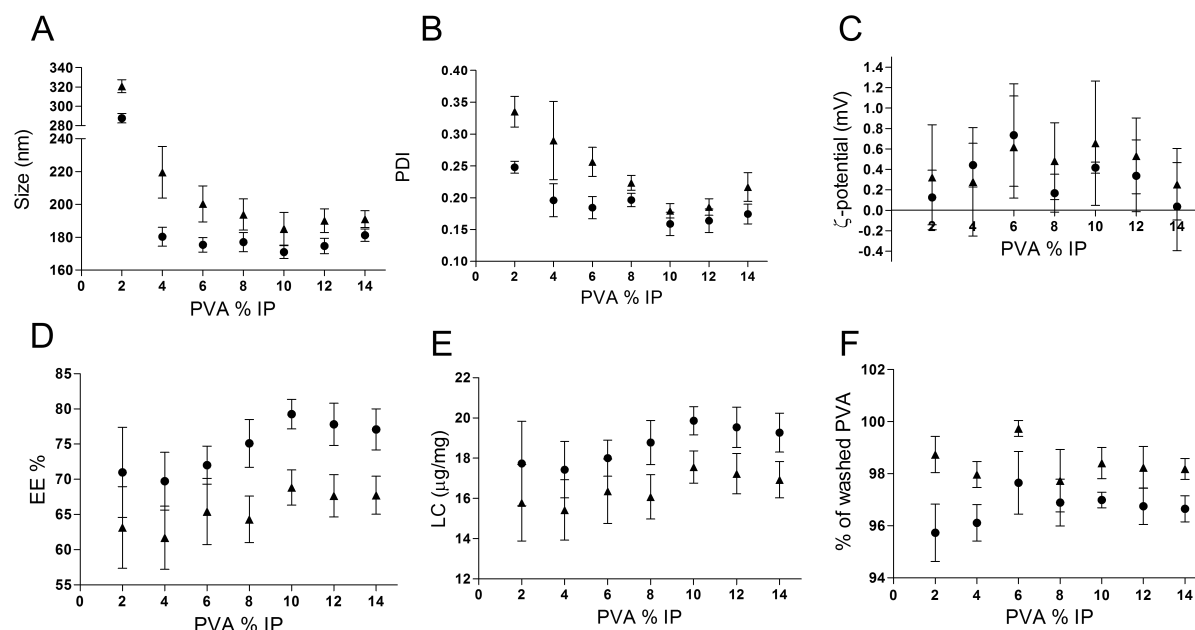 A
340
320
300
280
240
220
200
180
160
Size (nm)
0 2 4 6 8 10 12 14
PVA % IP
B
0.40
0.35
0.30
0.25
0.20
0.15
0.10
PDI
0 2 4 6 8 10 12 14
PVA % IP
C
1.4
1.2
1.0
0.8
0.6
0.4
0.2
0.0
-0.2
-0.4
ζ-potential (mV)
2 4 6 8 10 12 14
PVA % IP
D
85
80
75
70
65
60
55
EE %
0 2 4 6 8 10 12 14
PVA % IP
E
22
20
18
16
14
12
LC (µg/mg)
0 2 4 6 8 10 12 14
PVA % IP
F
102
100
98
96
94
% of washed PVA
0 2 4 6 8 10 12 14
PVA % IP